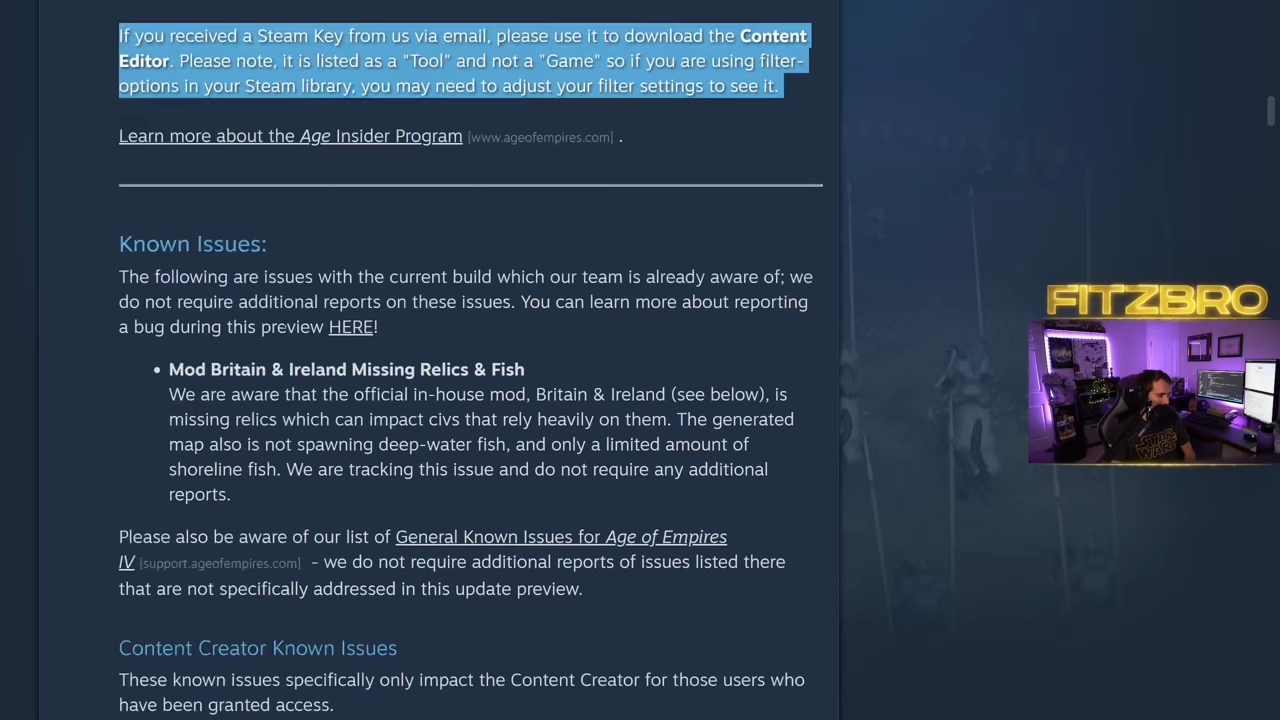 If you received a Steam Key from us via email, please use it to download the Content
Editor. Please note, it is listed as a "Tool" and not a "Game" so if you are using filter-
options in your Steam library, you may need to adjust your filter settings to see it.
Learn more about the Age Insider Program [www.ageofempires.com] .
Known Issues:
The following are issues with the current build which our team is already aware of; we
do not require additional reports on these issues. You can learn more about reporting
a bug during this preview HERE!
• Mod Britain & Ireland Missing Relics & Fish
We are aware that the official in-house mod, Britain & Ireland (see below), is
missing relics which can impact civs that rely heavily on them. The generated
map also is not spawning deep-water fish, and only a limited amount of
shoreline fish. We are tracking this issue and do not require any additional
reports.
Please also be aware of our list of General Known Issues for Age of Empires
IV [support.ageofempires.com] - we do not require additional reports of issues listed there
that are not specifically addressed in this update preview.
Content Creator Known Issues
These known issues specifically only impact the Content Creator for those users who
have been granted access.
FITZBRO
STAR
WARS